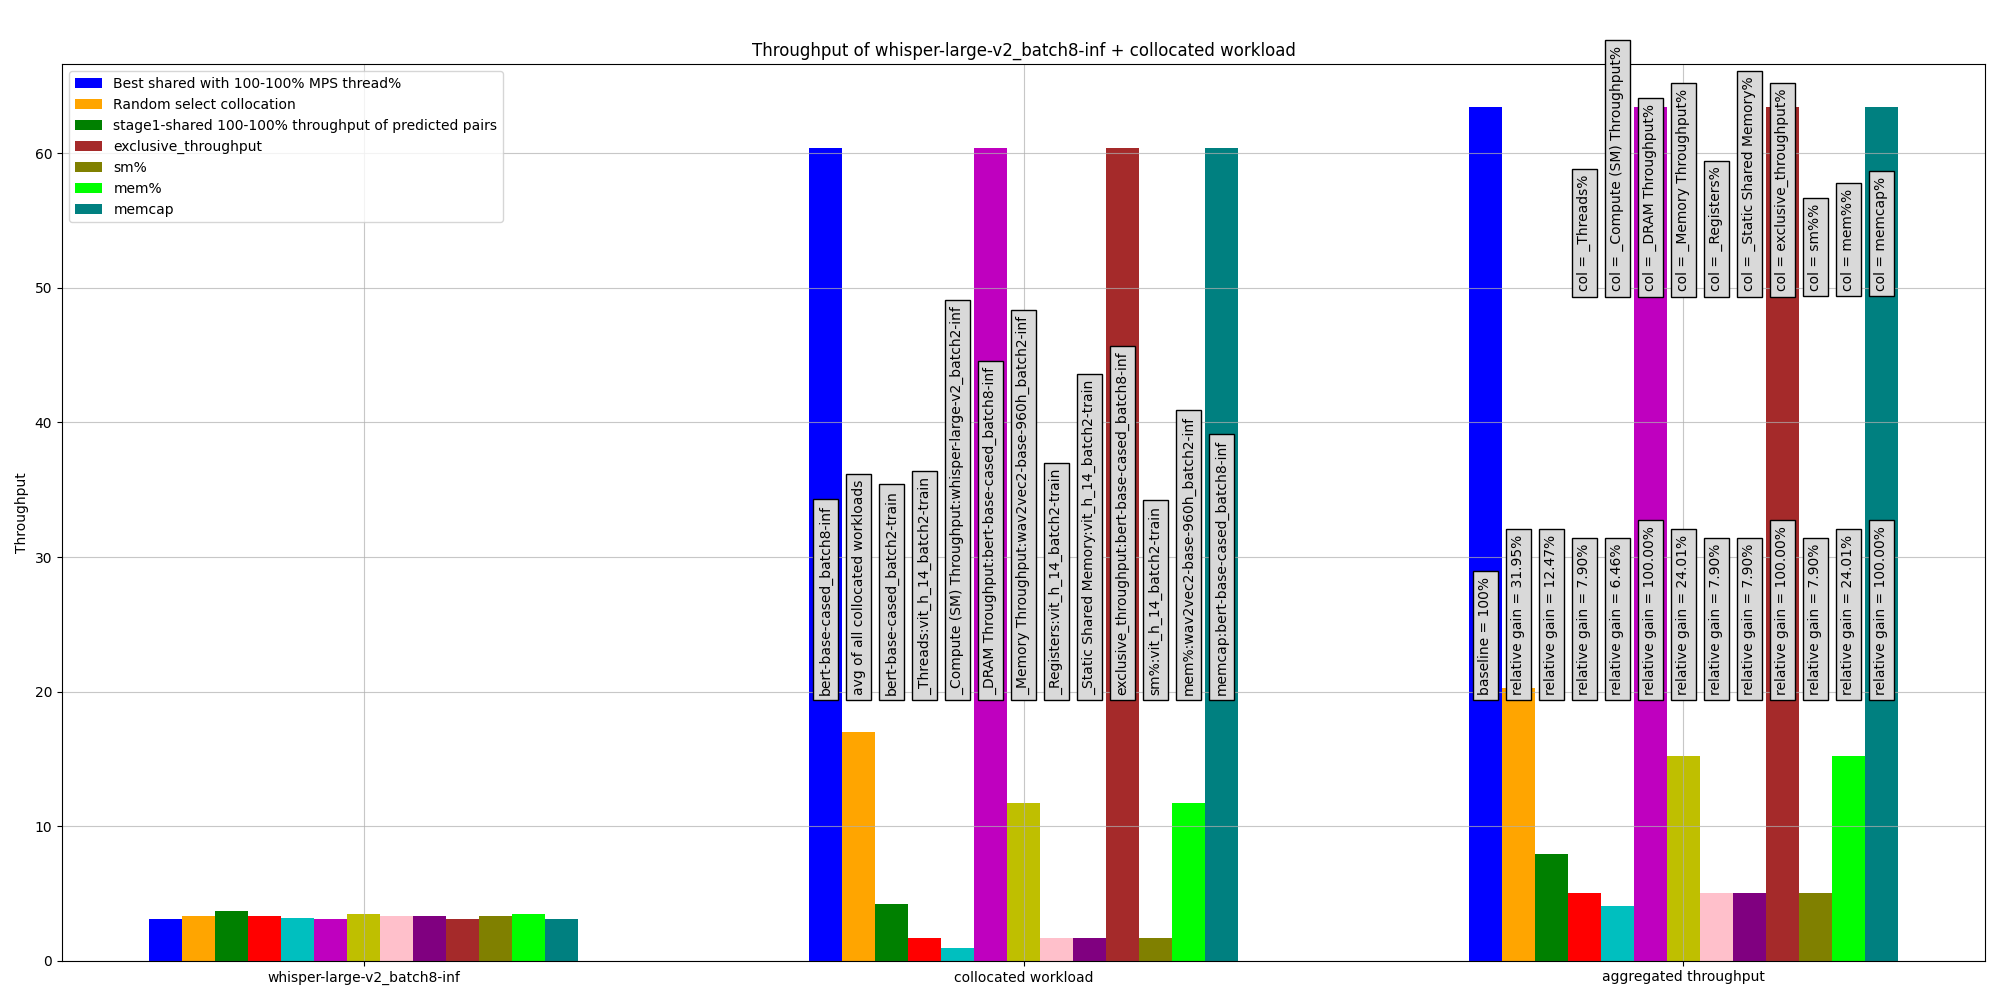 Throughput of whisper-large-v2_batch8-inf + collocated workload
Best shared with 100-100% MPS thread%
Random select collocation
stage1-shared 100-100% throughput of predicted pairs
exclusive_throughput
sm%
mem%
memcap
Throughput
60
50
40
30
20
10
0
bert-base-cased_batch8-inf
avg of all collocated workloads
bert-base-cased_batch2-train
_Threads:vit_h_14_batch2-train
_Compute (SM) Throughput:whisper-large-v2_batch2-inf
_DRAM Throughput:bert-base-cased_batch8-inf
_Memory Throughput:wav2vec2-base-960h_batch2-inf
_Registers:vit_h_14_batch2-train
_Static Shared Memory:vit_h_14_batch2-train
exclusive_throughput:bert-base-cased_batch8-inf
sm%:vit_h_14_batch2-train
mem%:wav2vec2-base-960h_batch2-inf
memcap:bert-base-cased_batch8-inf
col = _Threads%
col = _Compute (SM) Throughput%
col = _DRAM Throughput%
col = _Memory Throughput%
col = _Registers%
col = _Static Shared Memory%
col = exclusive_throughput%
col = sm%%
col = mem%%
col = memcap%
baseline = 100%
relative gain = 31.95%
relative gain = 12.47%
relative gain = 7.90%
relative gain = 6.46%
relative gain = 100.00%
relative gain = 24.01%
relative gain = 7.90%
relative gain = 7.90%
relative gain = 100.00%
relative gain = 7.90%
relative gain = 24.01%
relative gain = 100.00%
whisper-large-v2_batch8-inf
collocated workload
aggregated throughput